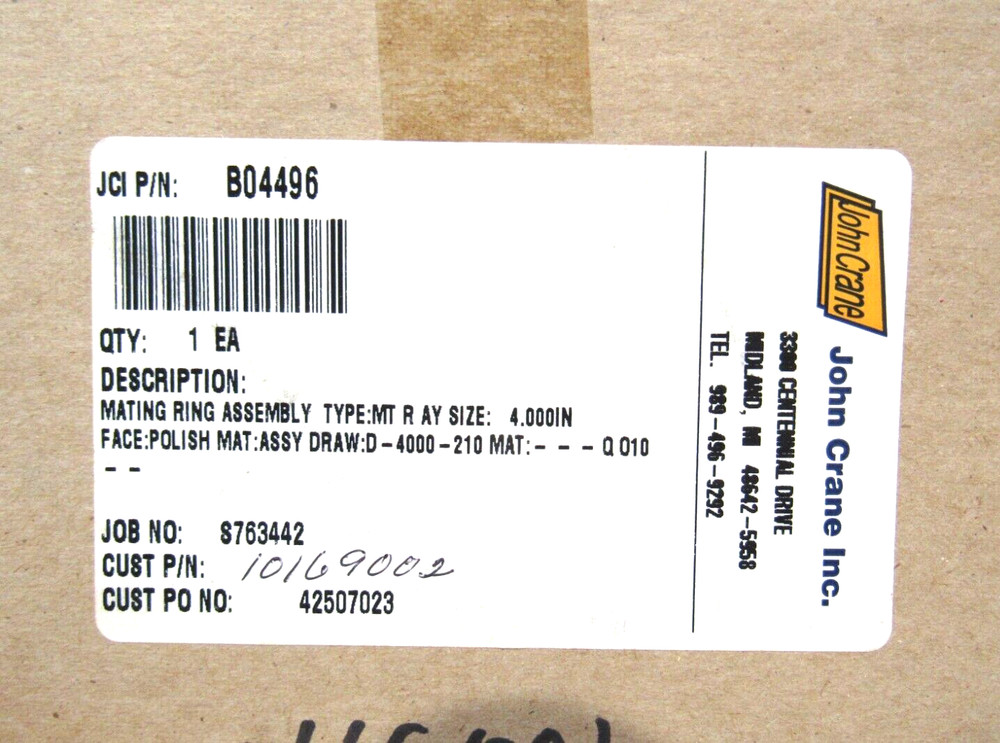 JCI P/N: B04496
QTY: 1 EA
DESCRIPTION:
MATING RING ASSEMBLY TYPE:MT R AY SIZE: 4.000IN
FACE:POLISH MAT:ASSY DRAW:D-4000-210 MAT:- - - Q 010
- -
JOB NO: S763442
CUST P/N: 10169002
CUST PO NO: 42507023
John Crane
John Crane Inc.
3300 CENTENNIAL DRIVE
MIDLAND, MI 48642-5958
TEL. 989-496-9292